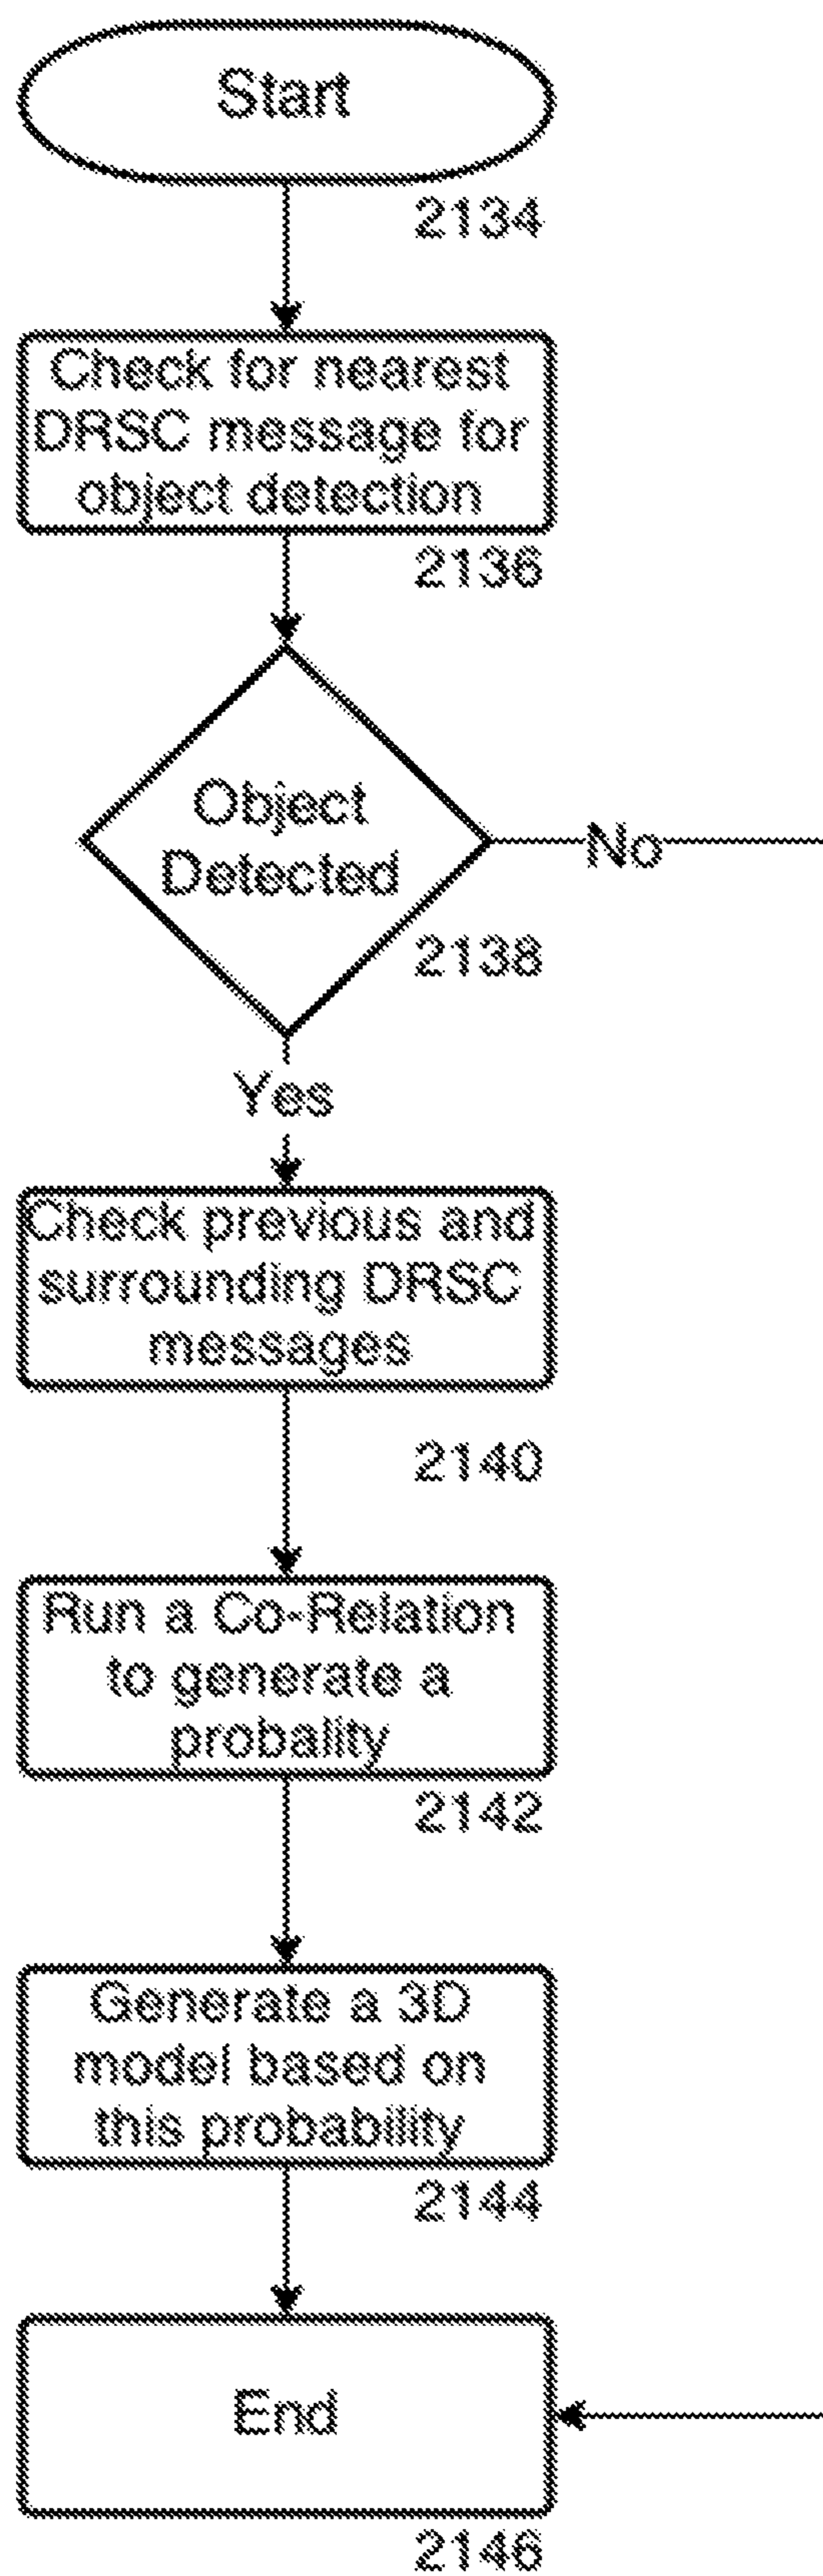 Start
2134
Check for nearest
DRSC message for
object detection
2136
Object
Detected
No
2138
Yes
Check previous and
surrounding DRSC
messages
2140
Run a Co-Relation
to generate a
probality
2142
Generate a 3D
model based on
this probability
2144
End
2146